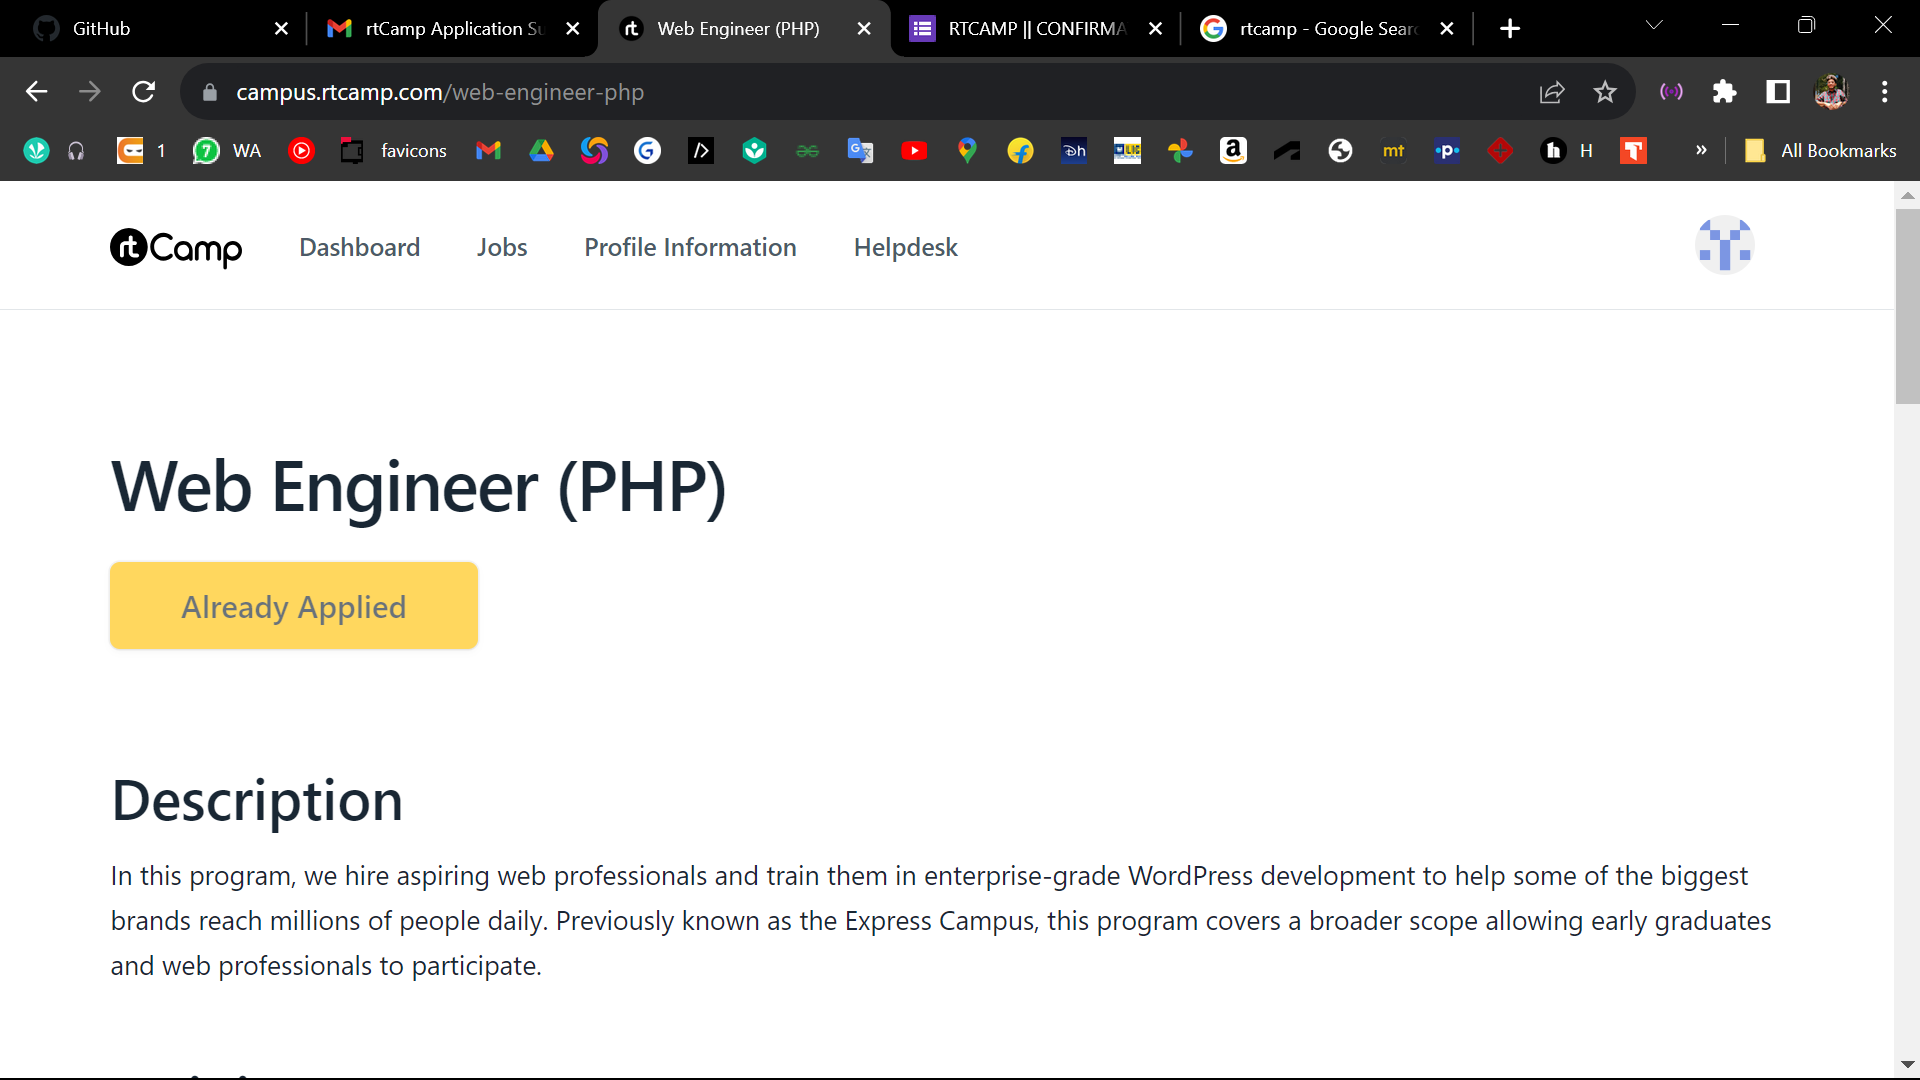 GitHub
rtCamp Application Su
Web Engineer (PHP)
RTCAMP || CONFIRMA
rtcamp - Google Sear
campus.rtcamp.com/web-engineer-php
1
WA
favicons
mt
H
All Bookmarks
rtCamp
Dashboard
Jobs
Profile Information
Helpdesk
Web Engineer (PHP)
Already Applied
Description
In this program, we hire aspiring web professionals and train them in enterprise-grade WordPress development to help some of the biggest
brands reach millions of people daily. Previously known as the Express Campus, this program covers a broader scope allowing early graduates
and web professionals to participate.